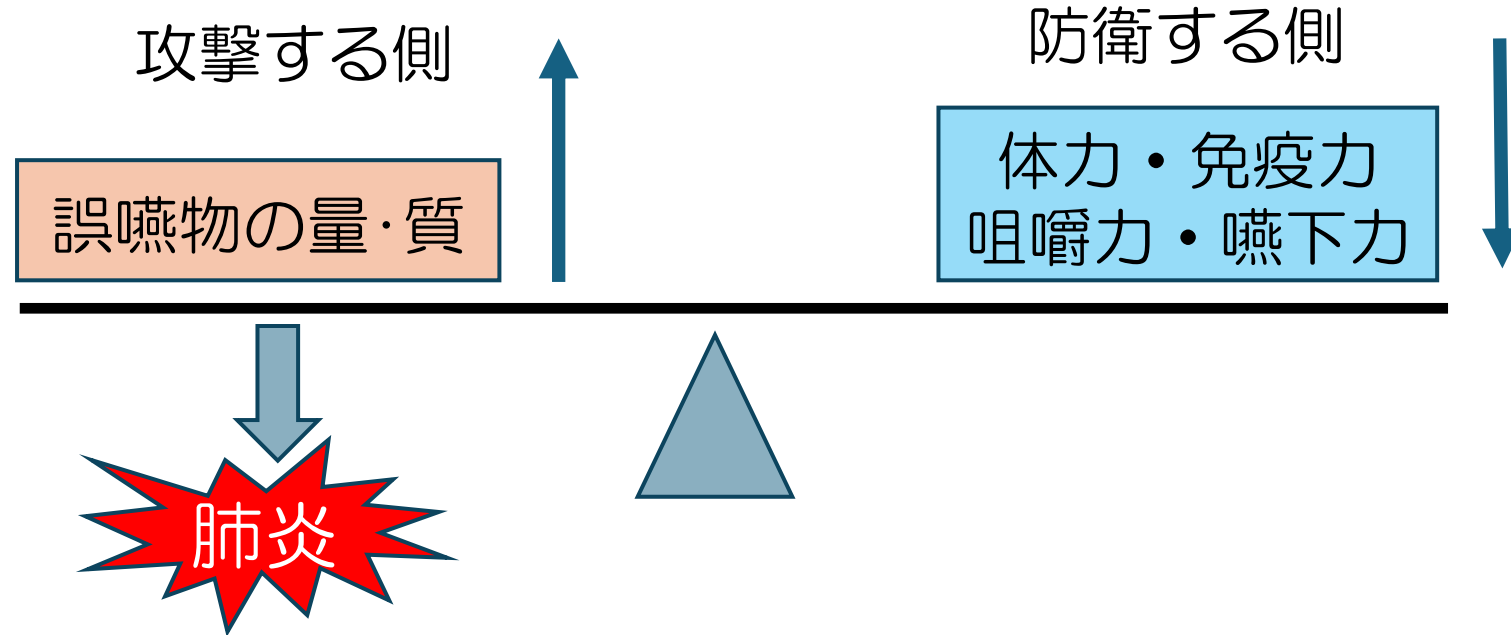 攻撃する側
誤嚥物の量･質
肺炎
防衛する側
体力・免疫力
咀嚼力・嚥下力